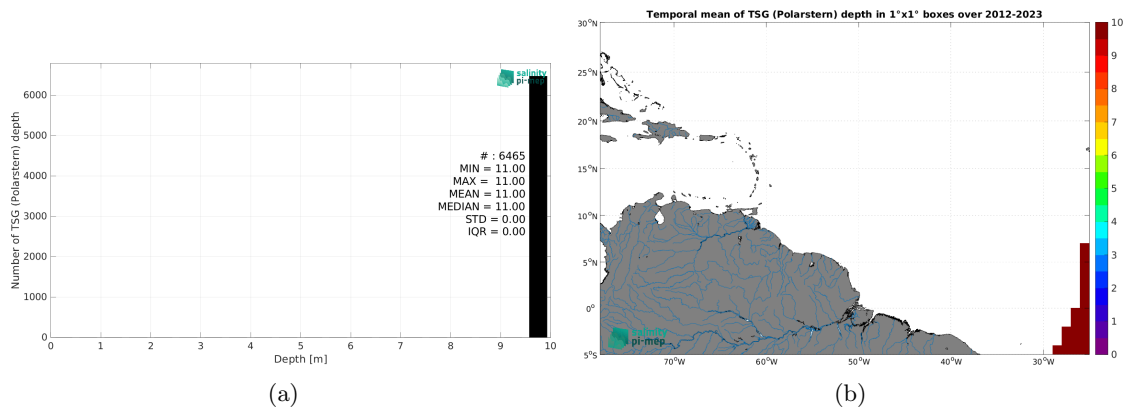 Number of TSG (Polarstern) depth
6000
5000
4000
3000
2000
1000
0
salinity
pi-mep
# : 6465
MIN = 11.00
MAX = 11.00
MEAN = 11.00
MEDIAN = 11.00
STD = 0.00
IQR = 0.00
0 1 2 3 4 5 6 7 8 9 10
Depth [m]
(a)
Temporal mean of TSG (Polarstern) depth in 1°x1° boxes over 2012-2023
30°N
25°N
20°N
15°N
10°N
5°N
0°
5°S
salinity
pi-mep
70°W 60°W 50°W 40°W 30°W
10
9
8
7
6
5
4
3
2
1
0
(b)